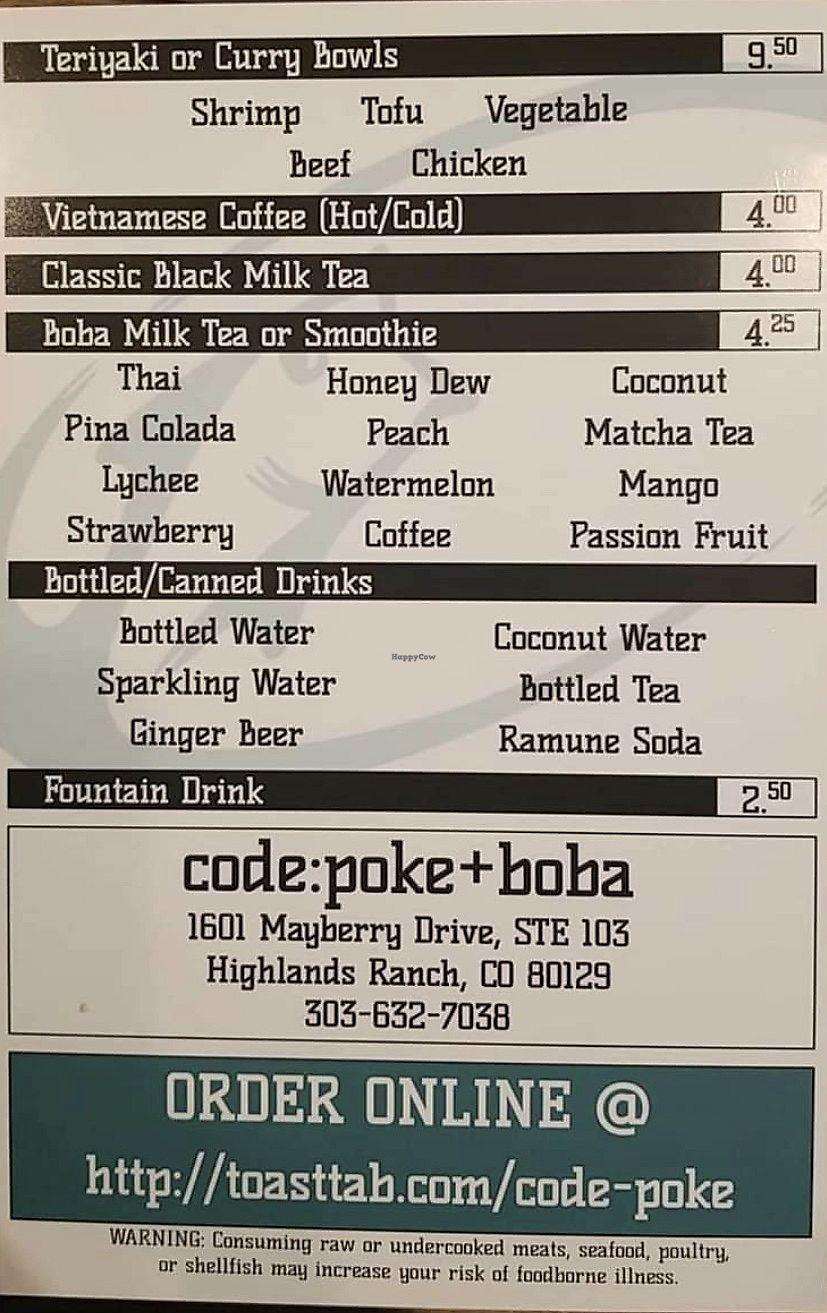 Teriyaki or Curry Bowls 9.50
Shrimp Tofu Vegetable
Beef Chicken
Vietnamese Coffee (Hot/Cold) 4.00
Classic Black Milk Tea 4.00
Boba Milk Tea or Smoothie 4.25
Thai Honey Dew Coconut
Pina Colada Peach Matcha Tea
Lychee Watermelon Mango
Strawberry Coffee Passion Fruit
Bottled/Canned Drinks
Bottled Water Coconut Water
HappyCow
Sparkling Water Bottled Tea
Ginger Beer Ramune Soda
Fountain Drink 2.50
code:poke+boba
1601 Mayberry Drive, STE 103
Highlands Ranch, CO 80129
303-632-7038
ORDER ONLINE @
http://toasttab.com/code-poke
WARNING: Consuming raw or undercooked meats, seafood, poultry,
or shellfish may increase your risk of foodborne illness.